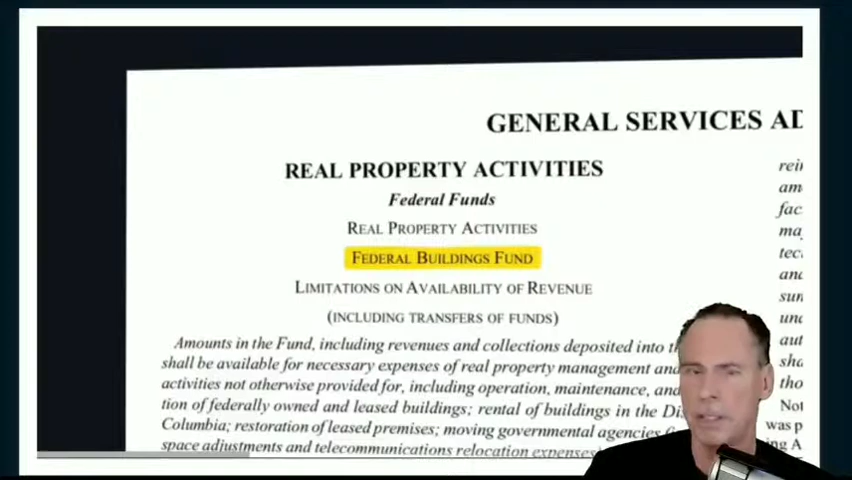 GENERAL SERVICES AD
REAL PROPERTY ACTIVITIES
Federal Funds
REAL PROPERTY ACTIVITIES
FEDERAL BUILDINGS FUND
LIMITATIONS ON AVAILABILITY OF REVENUE
(INCLUDING TRANSFERS OF FUNDS)
Amounts in the Fund, including revenues and collections deposited into
shall be available for necessary expenses of real property management and
activities not otherwise provided for, including operation, maintenance, and
tion of federally owned and leased buildings; rental of buildings in the Dis
Columbia; restoration of leased premises; moving governmental agencies
space adjustments and telecommunications relocation expenses
rein
am
fac
ma
tec
and
sun
und
aut
sha
tho
Not
was p
ing A